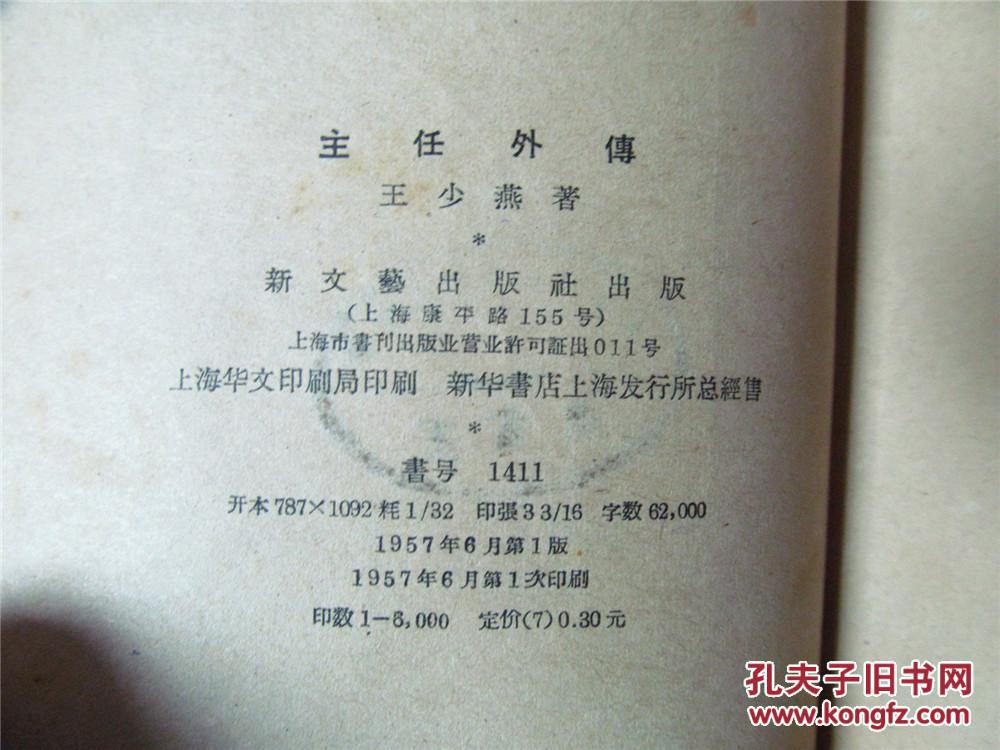 主任外傳
王少燕著
*
新文藝出版社出版
(上海康平路155号)
上海市書刊出版业营业許可証出011号
上海华文印刷局印刷 新华書店上海发行所总經售
*
書号 1411
开本787×1092 粍1/32 印張3 3/16 字数62,000
1957年6月第1版
1957年6月第1次印刷
印数1—6,000 定价(7)0.30元
孔夫子旧书网
www.kongfz.com